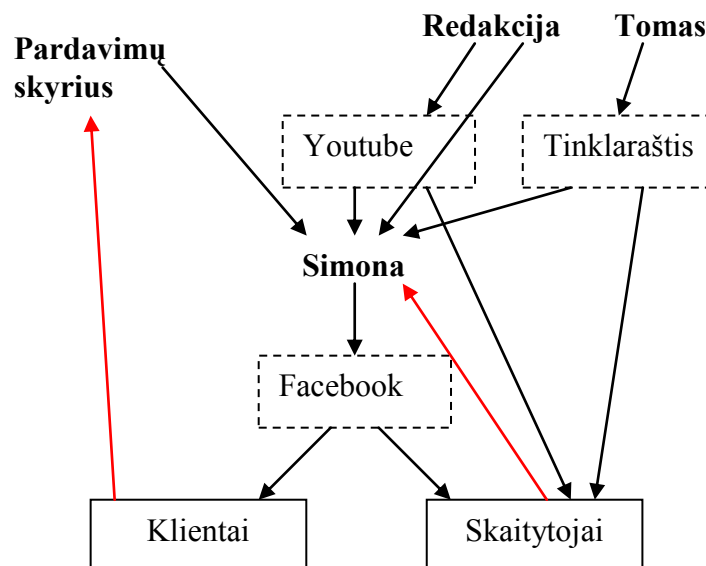 Redakcija
Tomas
Pardavimų
skyrius
Youtube
Tinklaraštis
Simona
Facebook
Klientai
Skaitytojai